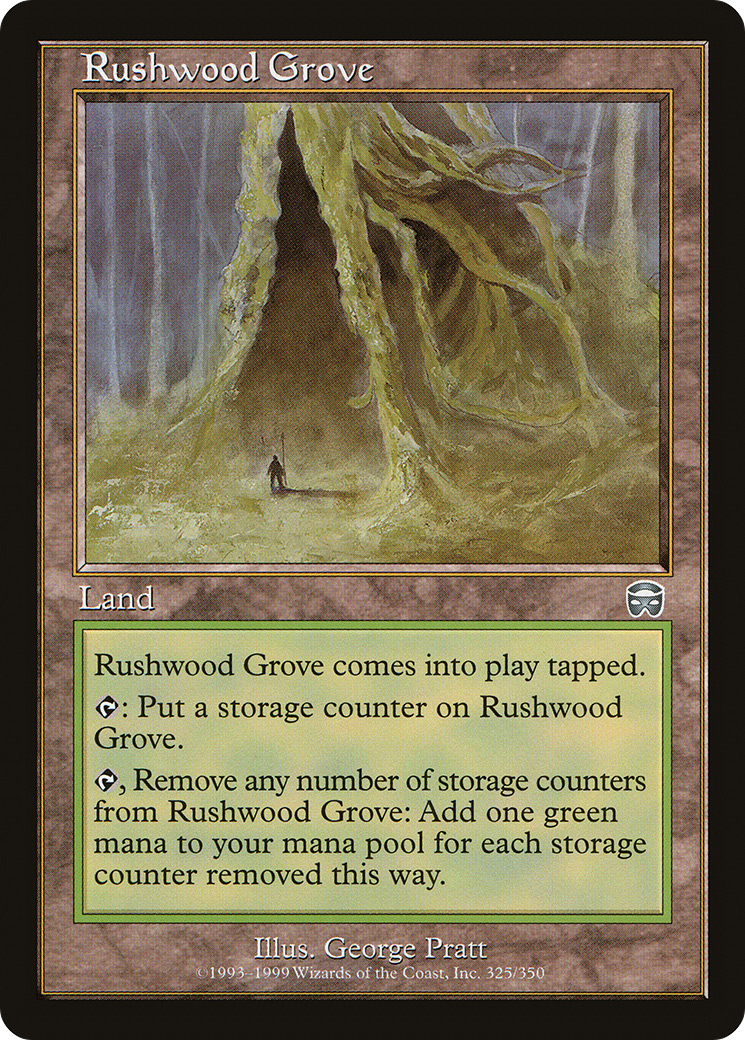 Rushwood Grove
Land
Rushwood Grove comes into play tapped.
: Put a storage counter on Rushwood
Grove.
, Remove any number of storage counters
from Rushwood Grove: Add one green
mana to your mana pool for each storage
counter removed this way.
Illus. George Pratt
©1993–1999 Wizards of the Coast, Inc. 325/350